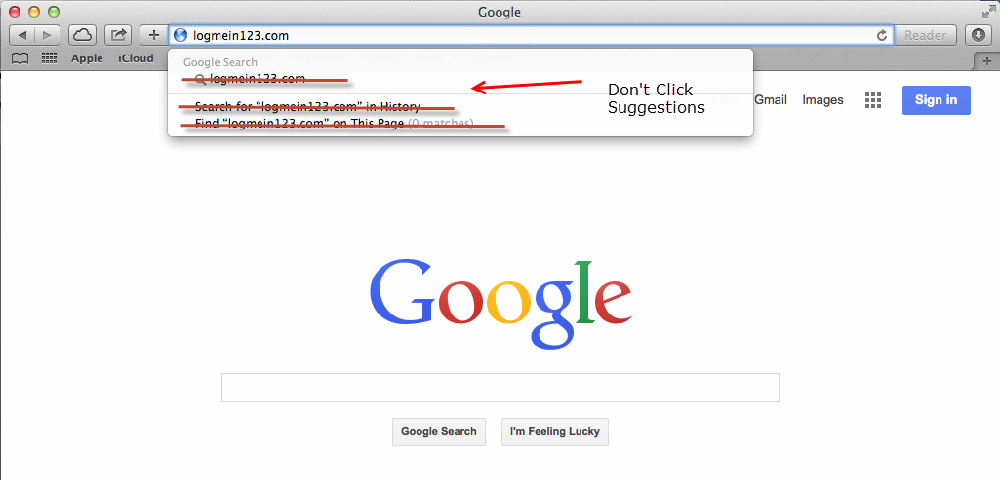 Google
logmein123.com
Reader
Apple
iCloud
Google Search
logmein123.com
Search for “logmein123.com” in History
Find “logmein123.com” on This Page (0 matches)
Don't Click
Suggestions
Gmail
Images
Sign in
Google
Google Search
I'm Feeling Lucky